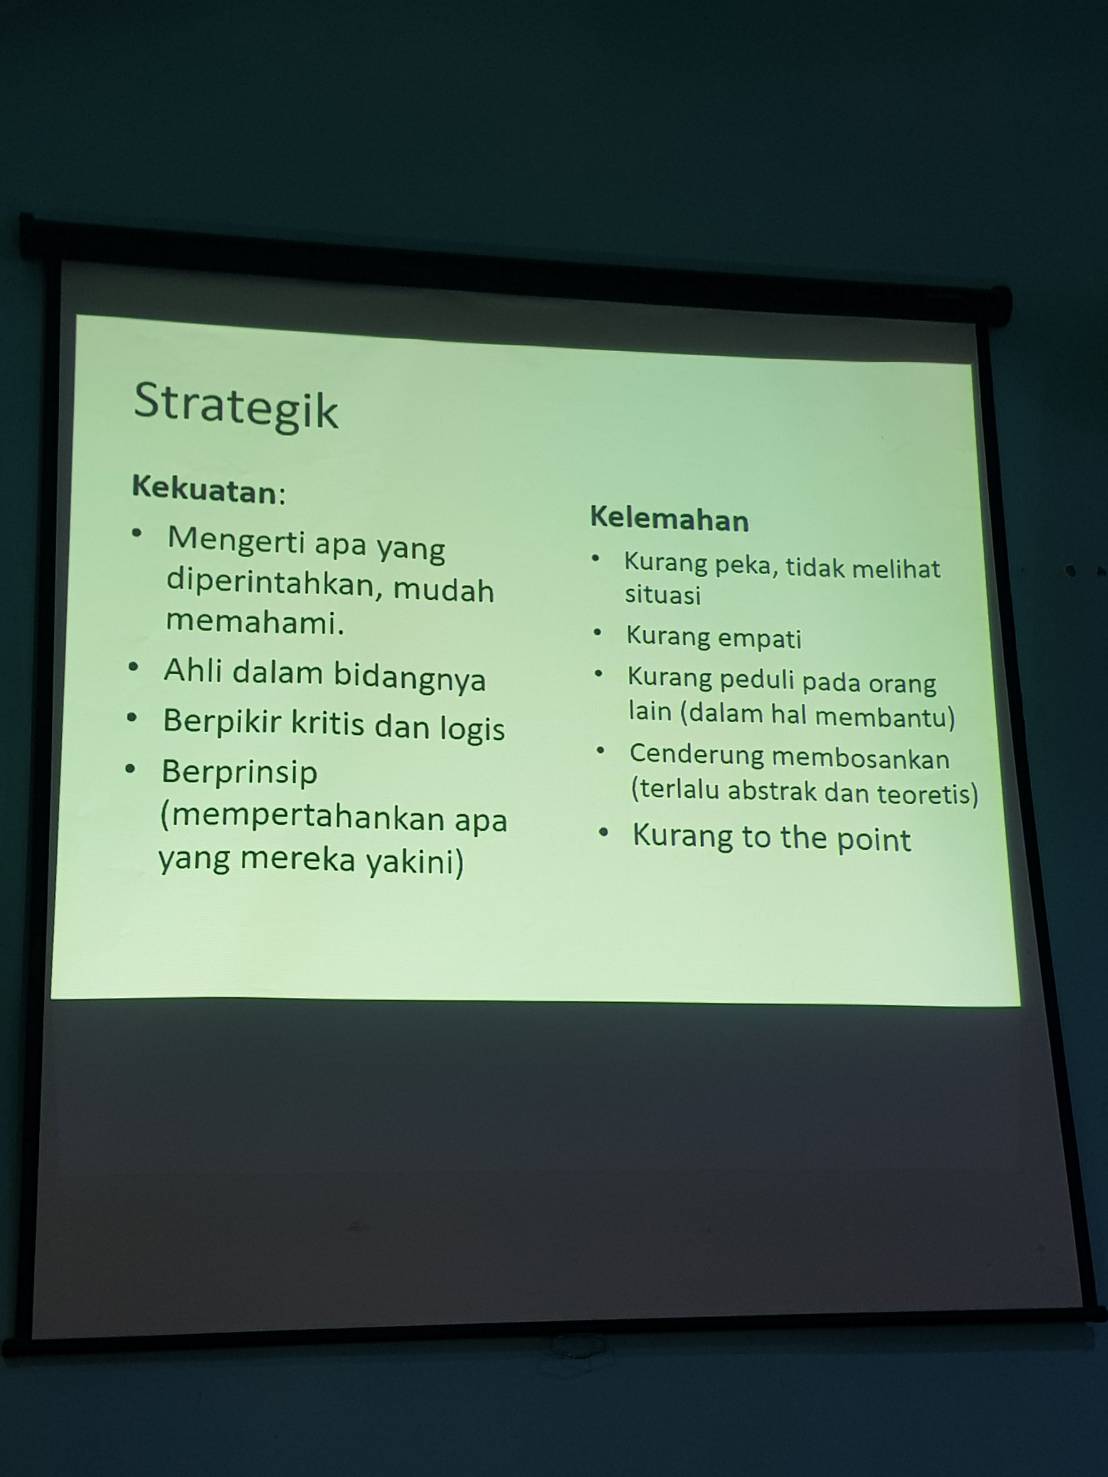 Strategik
Kekuatan:
• Mengerti apa yang
diperintahkan, mudah
memahami.
• Ahli dalam bidangnya
• Berpikir kritis dan logis
• Berprinsip
(mempertahankan apa
yang mereka yakini)
Kelemahan
• Kurang peka, tidak melihat
situasi
• Kurang empati
• Kurang peduli pada orang
lain (dalam hal membantu)
• Cenderung membosankan
(terlalu abstrak dan teoretis)
• Kurang to the point